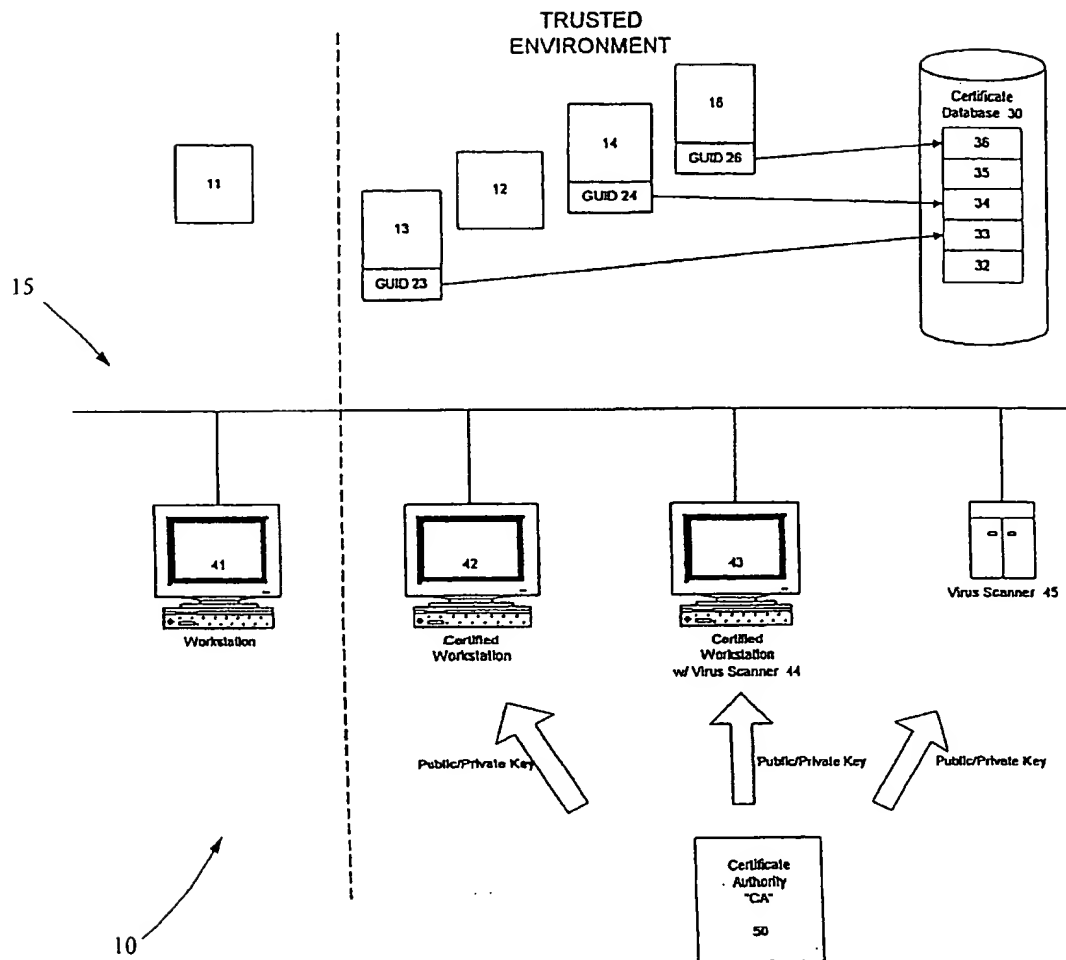 TRUSTED
ENVIRONMENT
16
GUID 26
14
GUID 24
12
13
GUID 23
11
Certificate
Database 30
36
35
34
33
32
15
41
Workstation
42
Certified
Workstation
43
Certified
Workstation
w/ Virus Scanner 44
Virus Scanner 45
Public/Private Key
Public/Private Key
Public/Private Key
Certificate
Authority
"CA"
50
10